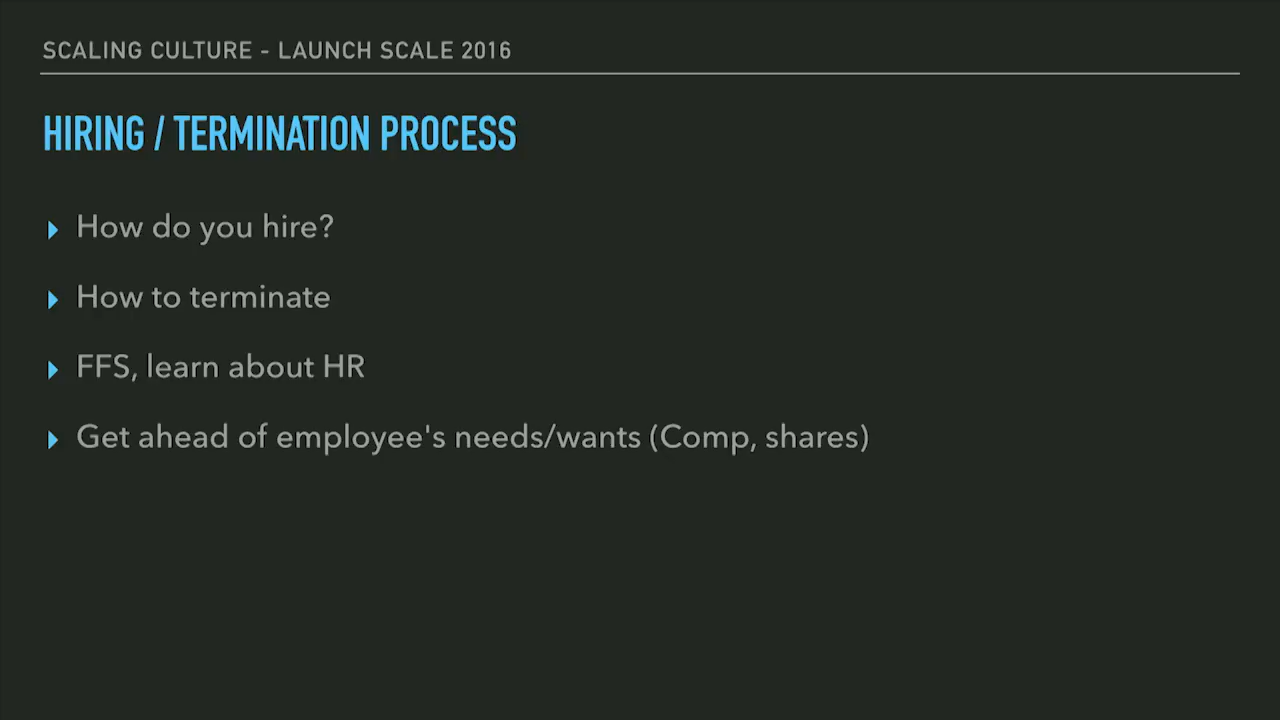 SCALING CULTURE - LAUNCH SCALE 2016
HIRING / TERMINATION PROCESS
How do you hire?
How to terminate
FFS, learn about HR
Get ahead of employee's needs/wants (Comp, shares)